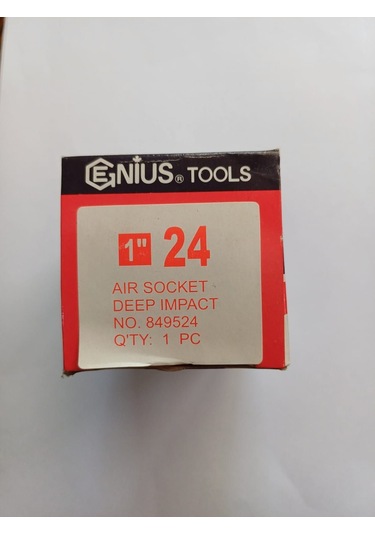 GENIUS® TOOLS
1" 24
AIR SOCKET
DEEP IMPACT
NO. 849524
Q'TY: 1 PC